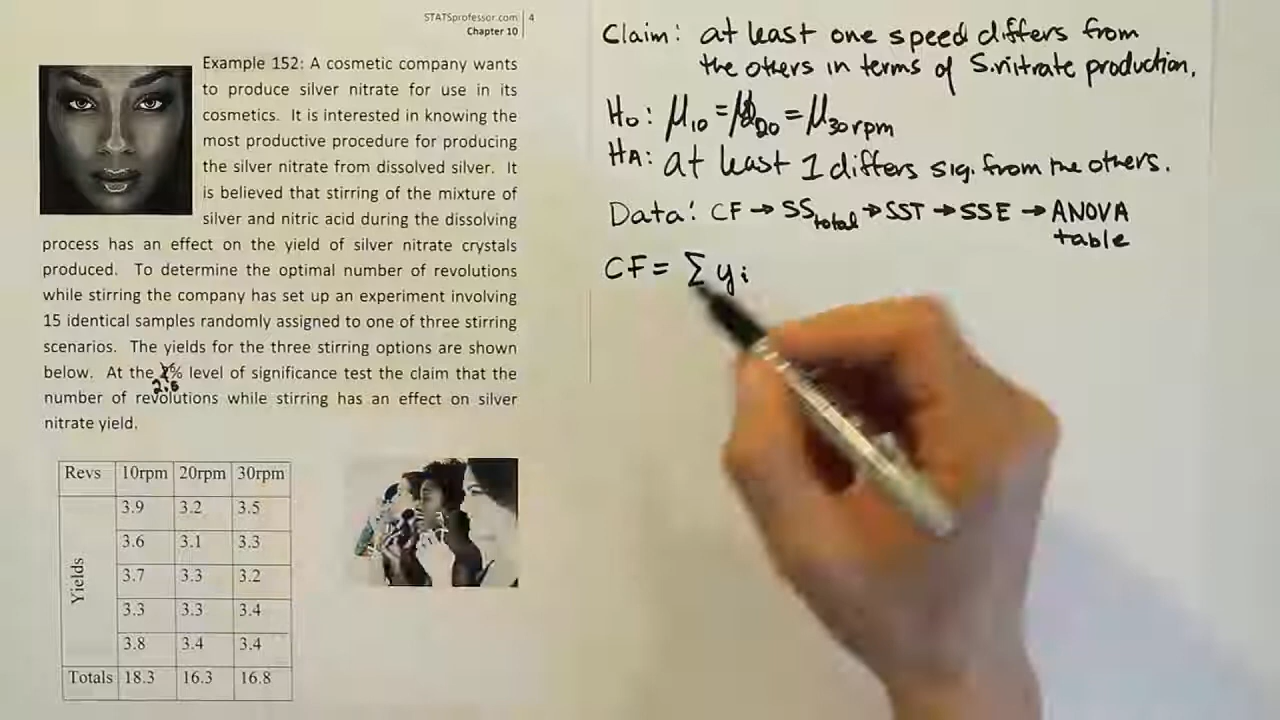 STATSprofessor.com | 4
Chapter 10
Example 152: A cosmetic company wants
to produce silver nitrate for use in its
cosmetics. It is interested in knowing the
most productive procedure for producing
the silver nitrate from dissolved silver. It
is believed that stirring of the mixture of
silver and nitric acid during the dissolving
process has an effect on the yield of silver nitrate crystals
produced. To determine the optimal number of revolutions
while stirring the company has set up an experiment involving
15 identical samples randomly assigned to one of three stirring
scenarios. The yields for the three stirring options are shown
below. At the % level of significance test the claim that the
2.5
number of revolutions while stirring has an effect on silver
nitrate yield.
Revs 10rpm 20rpm 30rpm
Yields
3.9 3.2 3.5
3.6 3.1 3.3
3.7 3.3 3.2
3.3 3.3 3.4
3.8 3.4 3.4
Totals 18.3 16.3 16.8
Claim: at least one speed differs from
the others in terms of S.nitrate production.
Ho: μ10 = μ20 = μ30rpm
HA: at least 1 differs sig. from the others.
Data: CF → SStotal → SST → SSE → ANOVA
table
CF = Σ yi